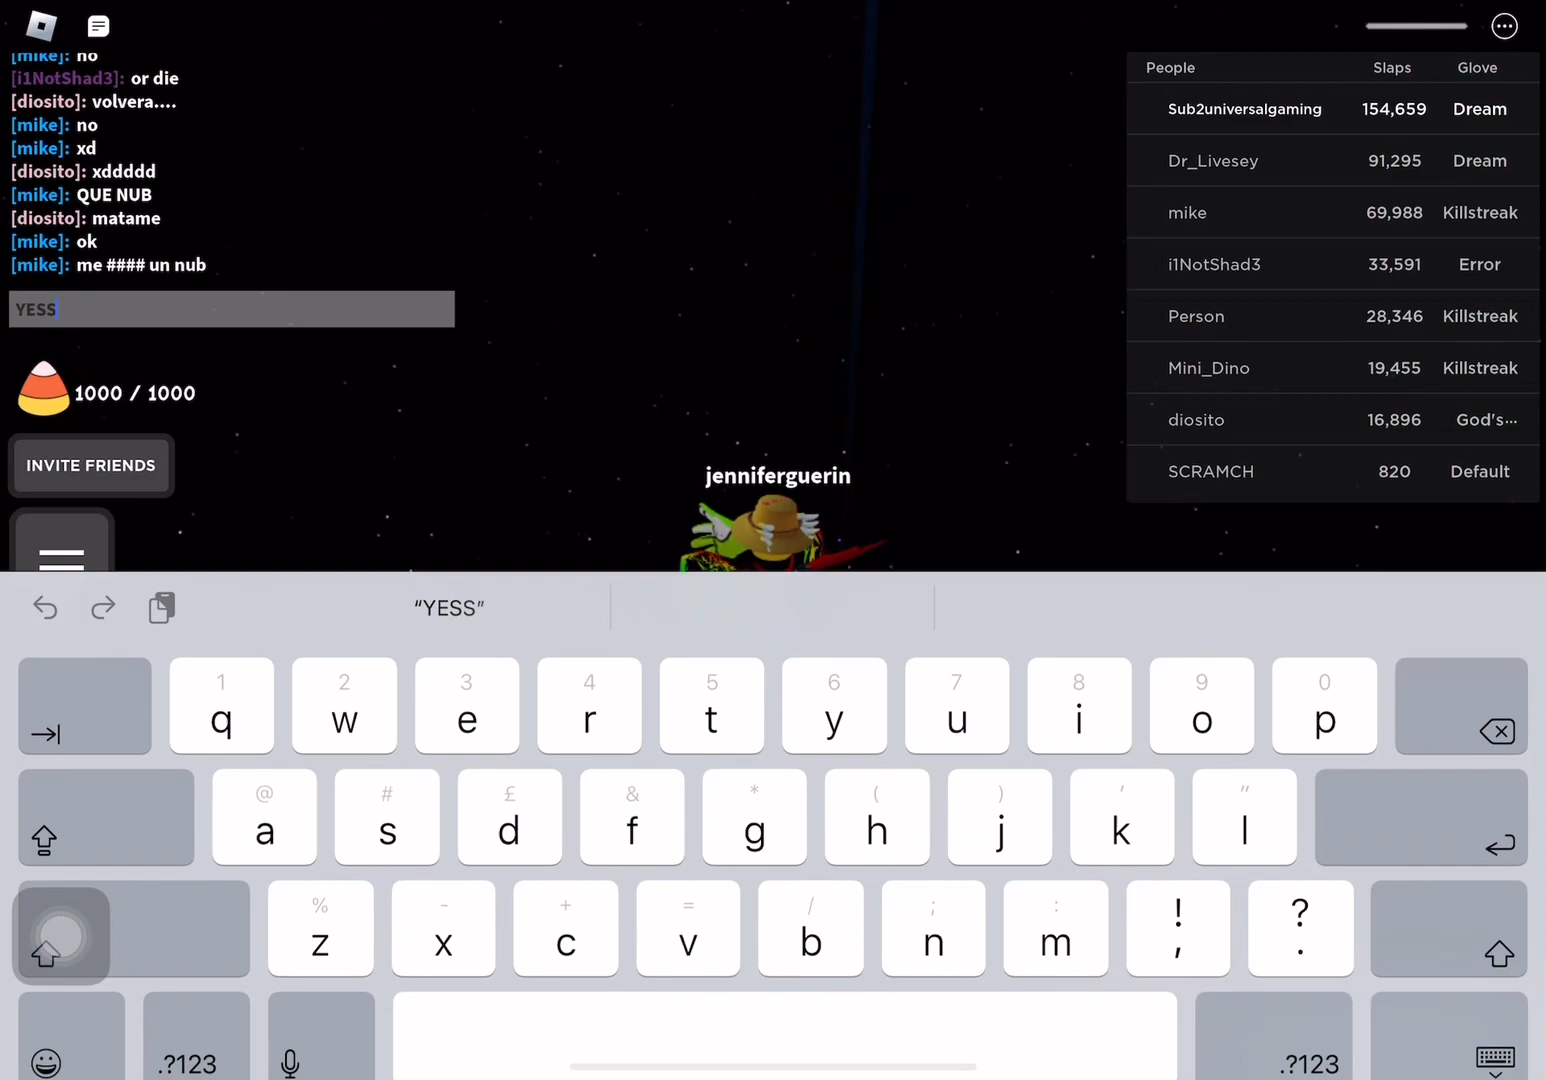 [mike]: no
[i1NotShad3]: or die
[diosito]: volvera....
[mike]: no
[mike]: xd
[diosito]: xddddd
[mike]: QUE NUB
[diosito]: matame
[mike]: ok
[mike]: me #### un nub
YESS
1000 / 1000
INVITE FRIENDS
People Slaps Glove
Sub2universalgaming 154,659 Dream
Dr_Livesey 91,295 Dream
mike 69,988 Killstreak
i1NotShad3 33,591 Error
Person 28,346 Killstreak
Mini_Dino 19,455 Killstreak
diosito 16,896 God's...
SCRAMCH 820 Default
jenniferguerin
“YESS”
1 2 3 4 5 6 7 8 9 0
q w e r t y u i o p
@ # £ & * ( ) ' "
a s d f g h j k l
% - + = / ; : ! ?
z x c v b n m , .
.?123 .?123